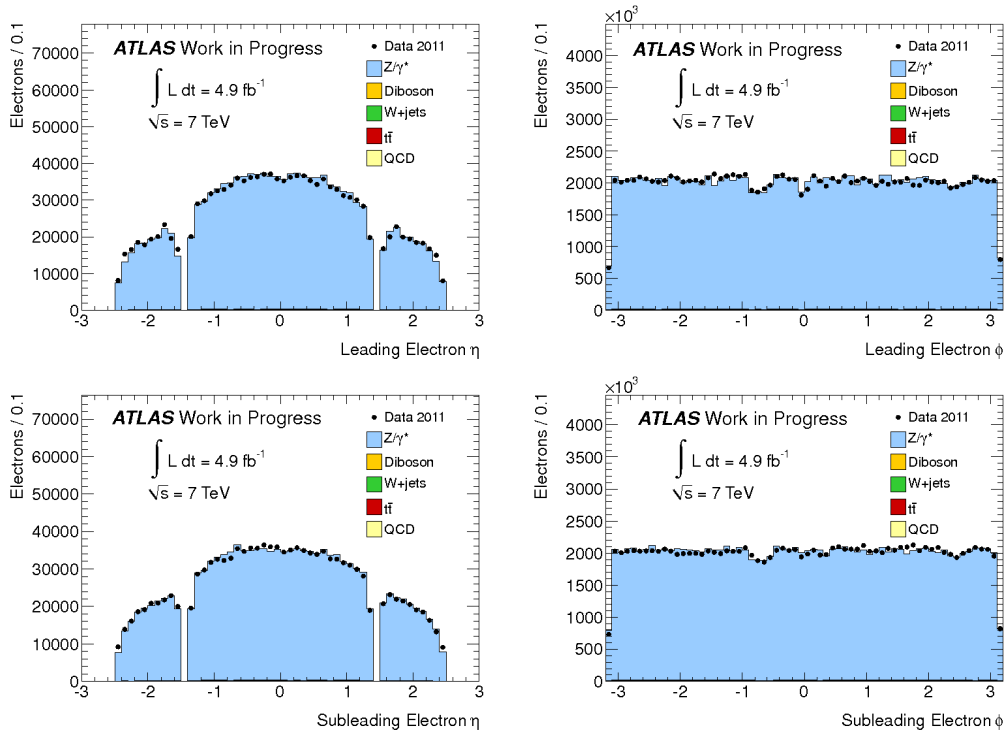 Electrons / 0.1
70000
60000
50000
40000
30000
20000
10000
0
-3 -2 -1 0 1 2 3
Leading Electron η
ATLAS Work in Progress
∫ L dt = 4.9 fb⁻¹
√s = 7 TeV
Data 2011
Z/γ*
Diboson
W+jets
tt̄
QCD
×10³
Electrons / 0.1
4500
4000
3500
3000
2500
2000
1500
1000
500
0
-3 -2 -1 0 1 2 3
Leading Electron ϕ
ATLAS Work in Progress
∫ L dt = 4.9 fb⁻¹
√s = 7 TeV
Data 2011
Z/γ*
Diboson
W+jets
tt̄
QCD
Electrons / 0.1
70000
60000
50000
40000
30000
20000
10000
0
-3 -2 -1 0 1 2 3
Subleading Electron η
ATLAS Work in Progress
∫ L dt = 4.9 fb⁻¹
√s = 7 TeV
Data 2011
Z/γ*
Diboson
W+jets
tt̄
QCD
×10³
Electrons / 0.1
4000
3500
3000
2500
2000
1500
1000
500
0
-3 -2 -1 0 1 2 3
Subleading Electron ϕ
ATLAS Work in Progress
∫ L dt = 4.9 fb⁻¹
√s = 7 TeV
Data 2011
Z/γ*
Diboson
W+jets
tt̄
QCD